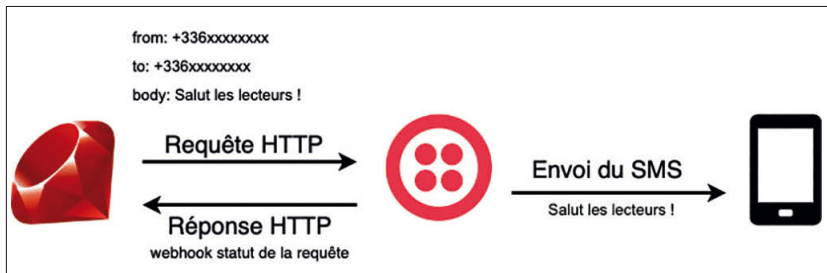 from: +336xxxxxxxx
to: +336xxxxxxxx
body: Salut les lecteurs !
Requête HTTP
Réponse HTTP
webhook statut de la requête
Envoi du SMS
Salut les lecteurs !